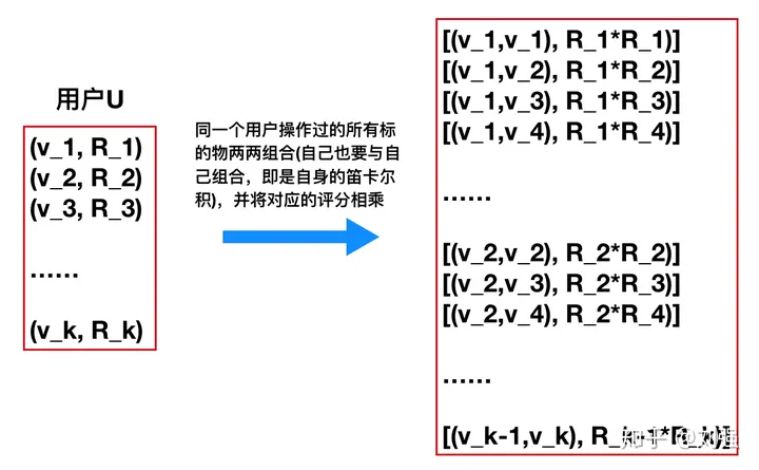 用户U
(v_1, R_1)
(v_2, R_2)
(v_3, R_3)
......
(v_k, R_k)
同一个用户操作过的所有标
的物两两组合(自己也要与自
己组合，即是自身的笛卡尔
积)，并将对应的评分相乘
[(v_1,v_1), R_1*R_1)]
[(v_1,v_2), R_1*R_2)]
[(v_1,v_3), R_1*R_3)]
[(v_1,v_4), R_1*R_4)]
......
[(v_2,v_2), R_2*R_2)]
[(v_2,v_3), R_2*R_3)]
[(v_2,v_4), R_2*R_4)]
......
[(v_k-1,v_k), R_k-1*R_k)]
知乎 @刘强